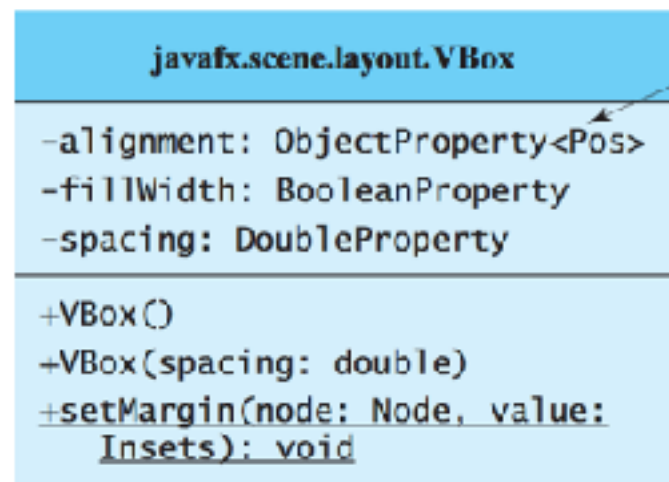 javafx.scene.layout.VBox
-alignment: ObjectProperty<Pos>
-fillWidth: BooleanProperty
-spacing: DoubleProperty
+VBox()
+VBox(spacing: double)
+setMargin(node: Node, value:
Insets): void